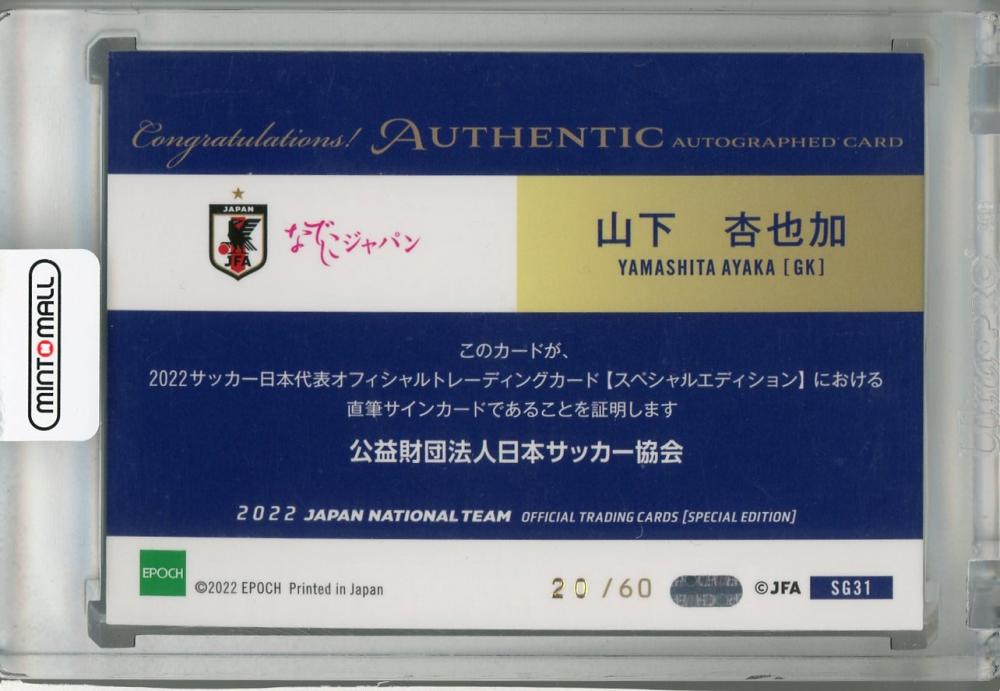 Congratulations! AUTHENTIC AUTOGRAPHED CARD
JAPAN
JFA
なでしこジャパン
山下 杏也加
YAMASHITA AYAKA [GK]
MINTOMALL
このカードが、
2022サッカー日本代表オフィシャルトレーディングカード【スペシャルエディション】における
直筆サインカードであることを証明します
公益財団法人日本サッカー協会
2022 JAPAN NATIONAL TEAM OFFICIAL TRADING CARDS [SPECIAL EDITION]
EPOCH
©2022 EPOCH Printed in Japan
20 /60
©JFA
SG31